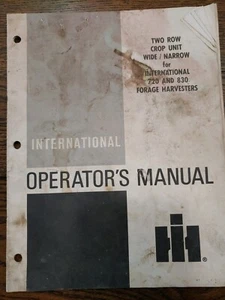 TWO ROW
CROP UNIT
WIDE / NARROW
for
INTERNATIONAL
720 AND 830
FORAGE HARVESTERS
INTERNATIONAL
OPERATOR'S MANUAL
IH
®